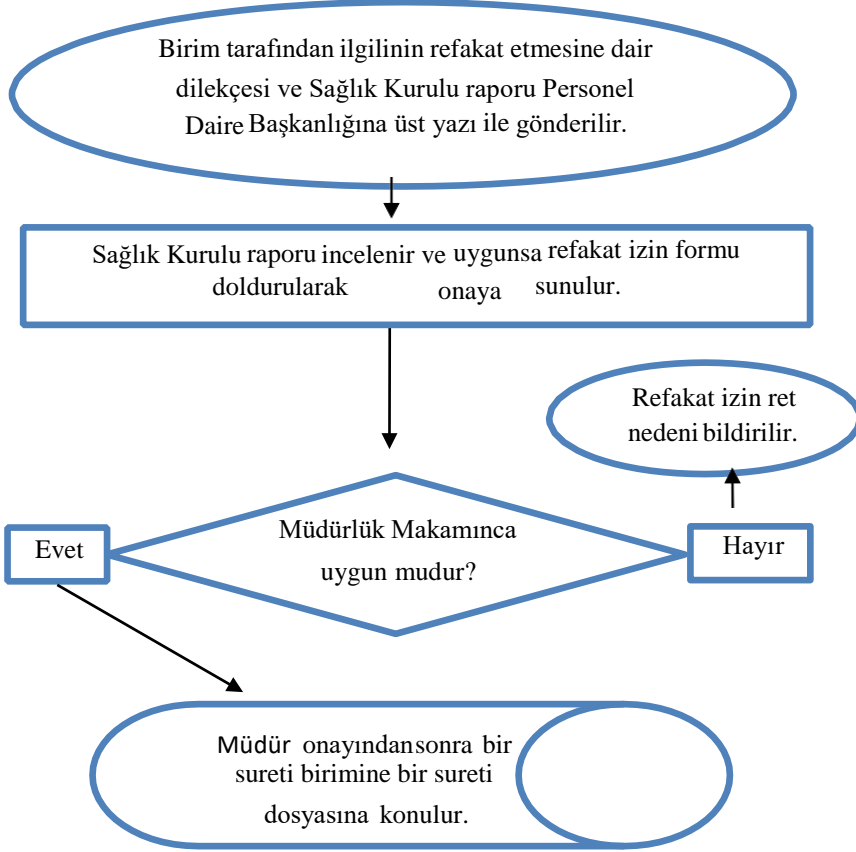 Birim tarafından ilgilinin refakat etmesine dair
dilekçesi ve Sağlık Kurulu raporu Personel
Daire Başkanlığına üst yazı ile gönderilir.
Sağlık Kurulu raporu incelenir ve uygunsa refakat izin formu
doldurularak onaya sunulur.
Refakat izin ret
nedeni bildirilir.
Müdürlük Makamınca
uygun mudur?
Evet
Hayır
Müdür onayından sonra bir
sureti birimine bir sureti
dosyasına konulur.